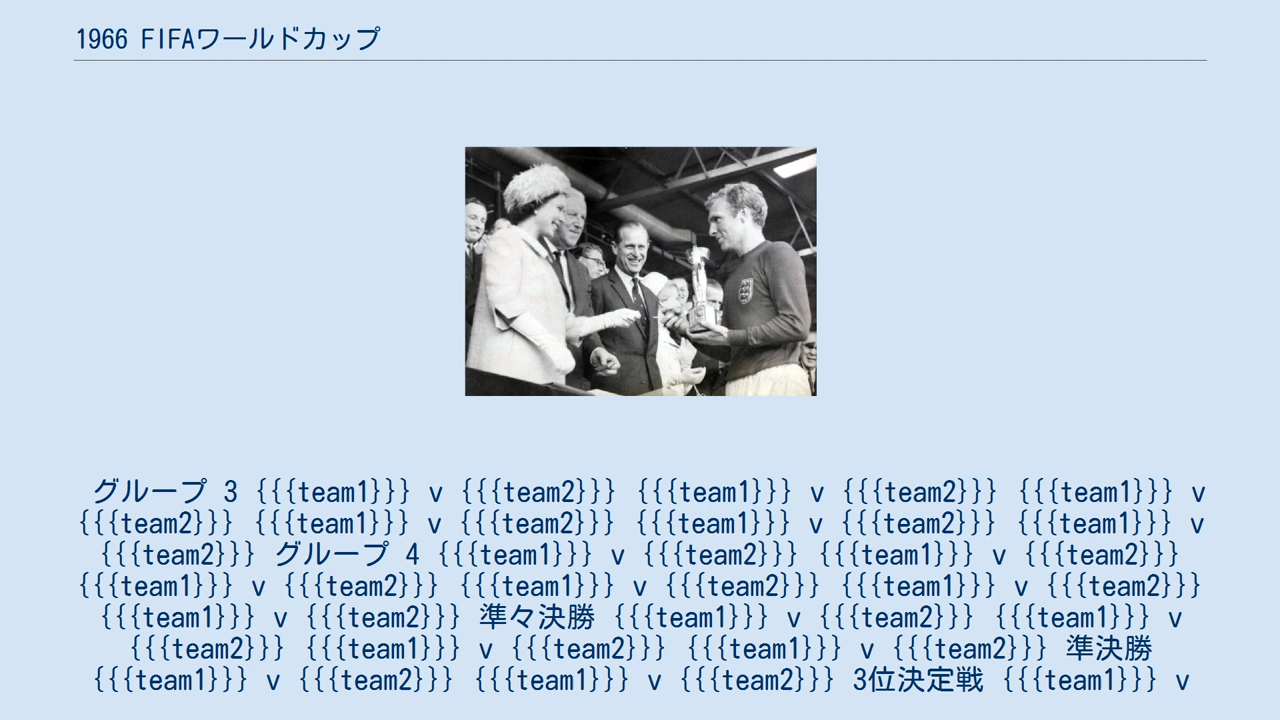 1966 FIFAワールドカップ
グループ 3 {{{team1}}} v {{{team2}}} {{{team1}}} v {{{team2}}} {{{team1}}} v
{{{team2}}} {{{team1}}} v {{{team2}}} {{{team1}}} v {{{team2}}} {{{team1}}} v
{{{team2}}} グループ 4 {{{team1}}} v {{{team2}}} {{{team1}}} v {{{team2}}}
{{{team1}}} v {{{team2}}} {{{team1}}} v {{{team2}}} {{{team1}}} v {{{team2}}}
{{{team1}}} v {{{team2}}} 準々決勝 {{{team1}}} v {{{team2}}} {{{team1}}} v
{{{team2}}} {{{team1}}} v {{{team2}}} {{{team1}}} v {{{team2}}} 準決勝
{{{team1}}} v {{{team2}}} {{{team1}}} v {{{team2}}} 3位決定戦 {{{team1}}} v